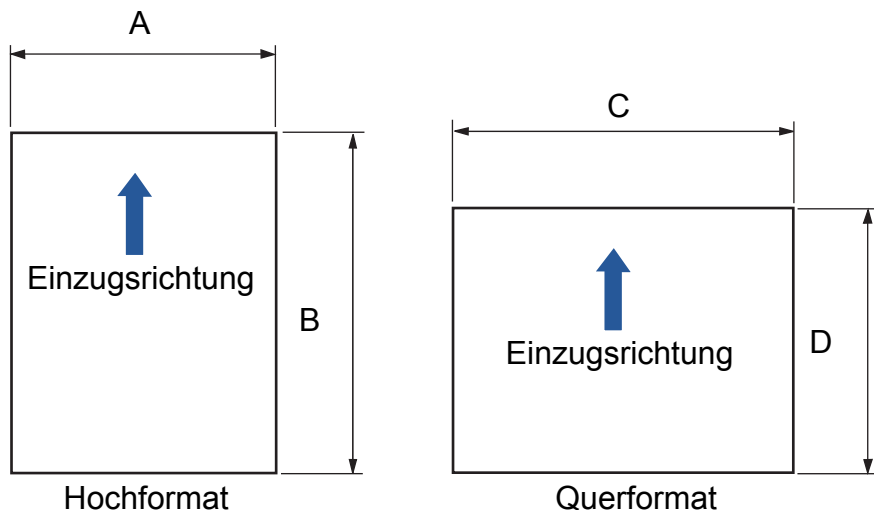 A
Einzugsrichtung
B
Hochformat
C
Einzugsrichtung
D
Querformat